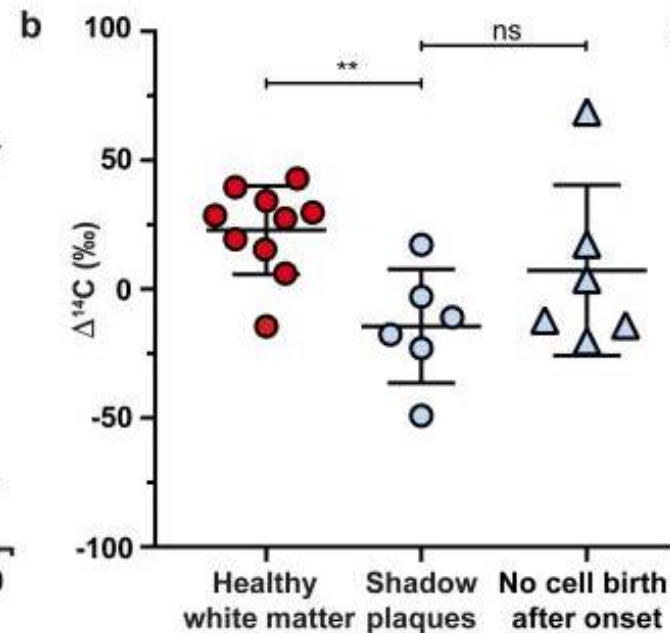 b
100
50
0
-50
-100
Δ¹⁴C (‰)
**
ns
Healthy white matter
Shadow plaques
No cell birth after onset